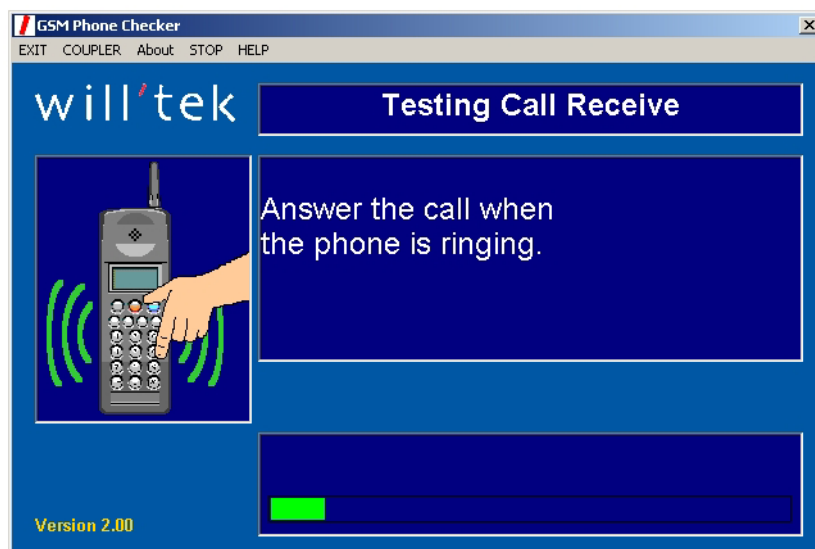 GSM Phone Checker
EXIT COUPLER About STOP HELP
will'tek
Testing Call Receive
Answer the call when
the phone is ringing.
Version 2.00